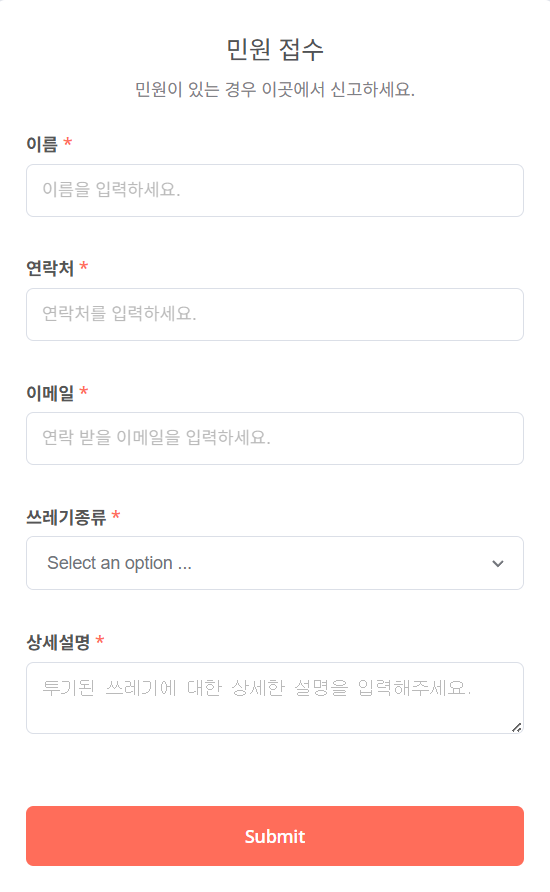 민원 접수
민원이 있는 경우 이곳에서 신고하세요.
이름 *
이름을 입력하세요.
연락처 *
연락처를 입력하세요.
이메일 *
연락 받을 이메일을 입력하세요.
쓰레기종류 *
Select an option ...
상세설명 *
투기된 쓰레기에 대한 상세한 설명을 입력해주세요.
Submit